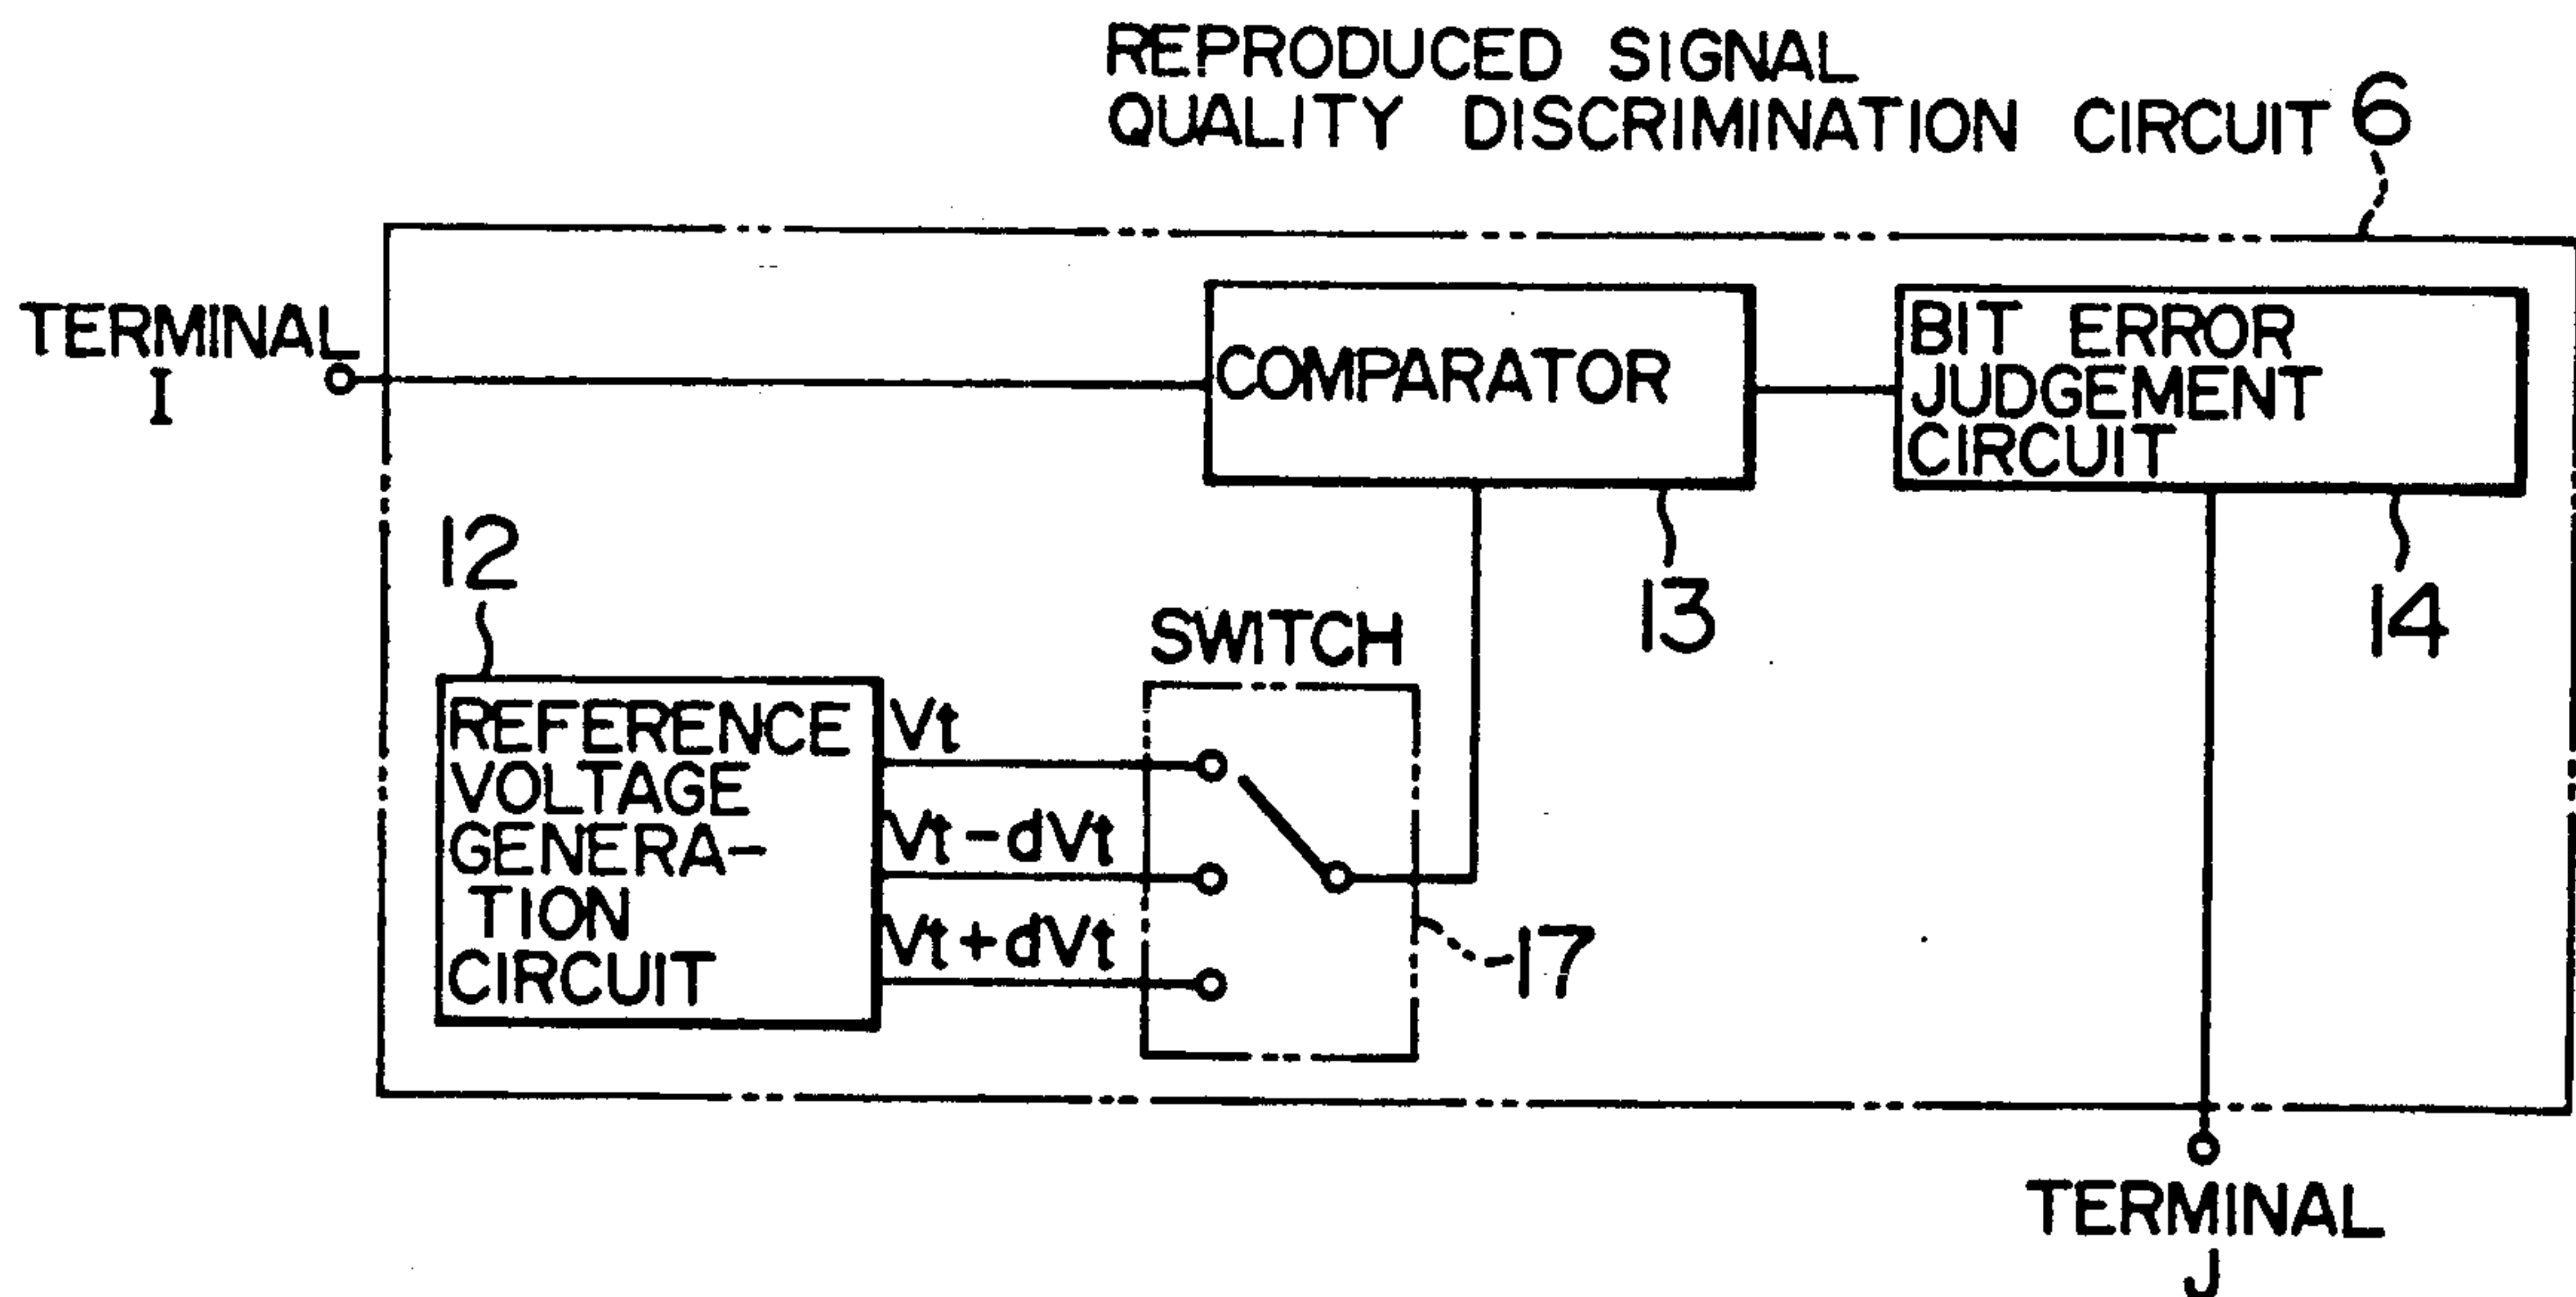 REPRODUCED SIGNAL
QUALITY DISCRIMINATION CIRCUIT 6
TERMINAL
I
COMPARATOR
13
BIT ERROR
JUDGEMENT
CIRCUIT
14
12
REFERENCE
VOLTAGE
GENERA-
TION
CIRCUIT
Vt
Vt-dVt
Vt+dVt
SWITCH
17
TERMINAL
J